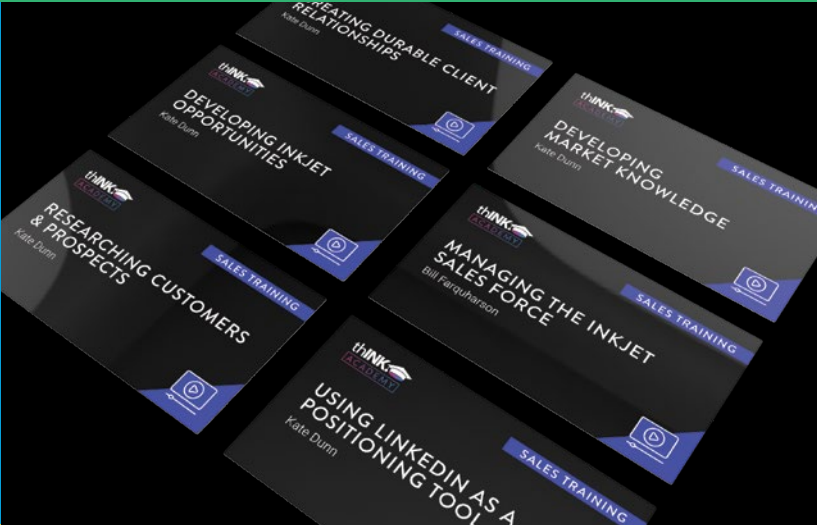 REATING DURABLE CLIENT
RELATIONSHIPS
Kate Dunn
SALES TRAINING
thINK
ACADEMY
DEVELOPING INKJET
OPPORTUNITIES
Kate Dunn
SALES TRAINING
thINK
ACADEMY
RESEARCHING CUSTOMERS
& PROSPECTS
Kate Dunn
SALES TRAINING
thINK
ACADEMY
DEVELOPING
MARKET KNOWLEDGE
Kate Dunn
SALES TRAININ
thINK
ACADEMY
MANAGING THE INKJET
SALES FORCE
Bill Farquharson
SALES TRAINING
thINK
ACADEMY
USING LINKEDIN AS A
POSITIONING TOOL
Kate Dunn
SALES TRAINING